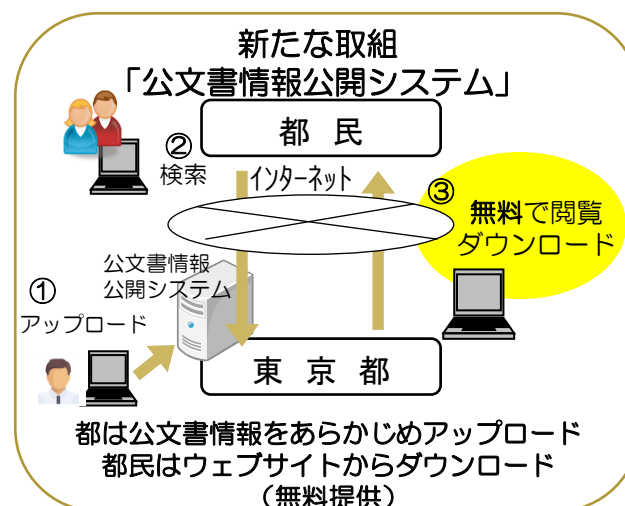 新たな取組
「公文書情報公開システム」
都 民
②
検索
インターネット
③
無料で閲覧
ダウンロード
公文書情報
公開システム
①
アップロード
東 京 都
都は公文書情報をあらかじめアップロード
都民はウェブサイトからダウンロード
（無料提供）